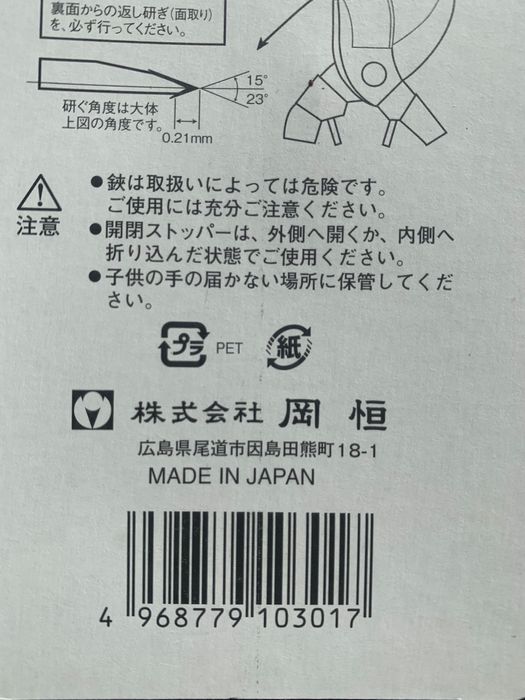 裏面からの返し研ぎ(面取り)
を、必ず行ってください。
15°
23°
研ぐ角度は大体
上図の角度です。
0.21mm
●鋏は取扱いによっては危険です。
ご使用には充分ご注意ください。
注意
●開閉ストッパーは、外側へ開くか、内側へ
折り込んだ状態でご使用ください。
●子供の手の届かない場所に保管してくだ
さい。
プラ PET 紙
株式会社 岡恒
広島県尾道市因島田熊町18-1
MADE IN JAPAN
4 968779 103017